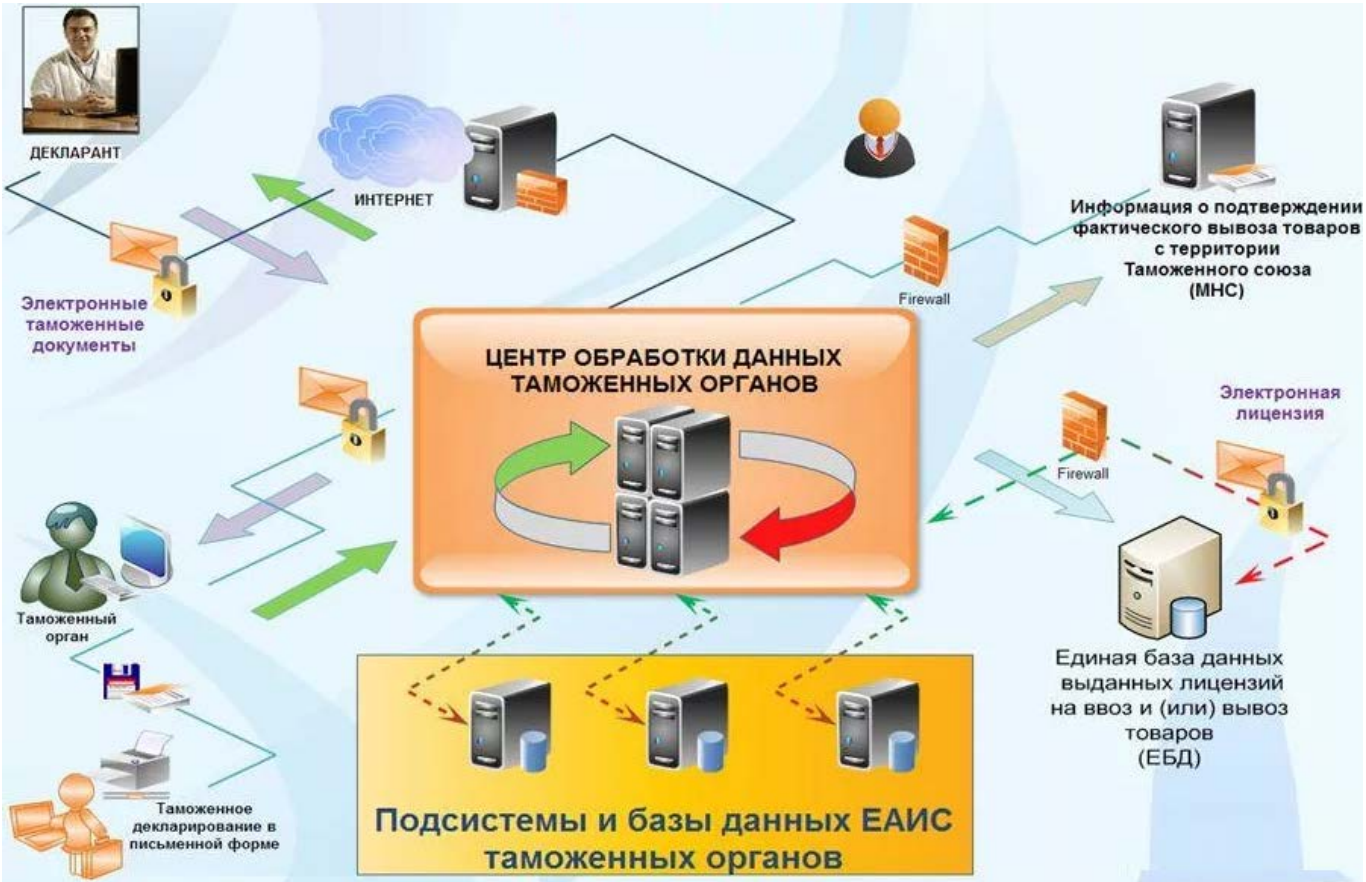 ДЕКЛАРАНТ
ИНТЕРНЕТ
Электронные
таможенные
документы
Firewall
Информация о подтверждении
фактического вывоза товаров
с территории
Таможенного союза
(МНС)
ЦЕНТР ОБРАБОТКИ ДАННЫХ
ТАМОЖЕННЫХ ОРГАНОВ
Электронная
лицензия
Firewall
Таможенный
орган
Единая база данных
выданных лицензий
на ввоз и (или) вывоз
товаров
(ЕБД)
Таможенное
декларирование в
письменной форме
Подсистемы и базы данных ЕАИС
таможенных органов